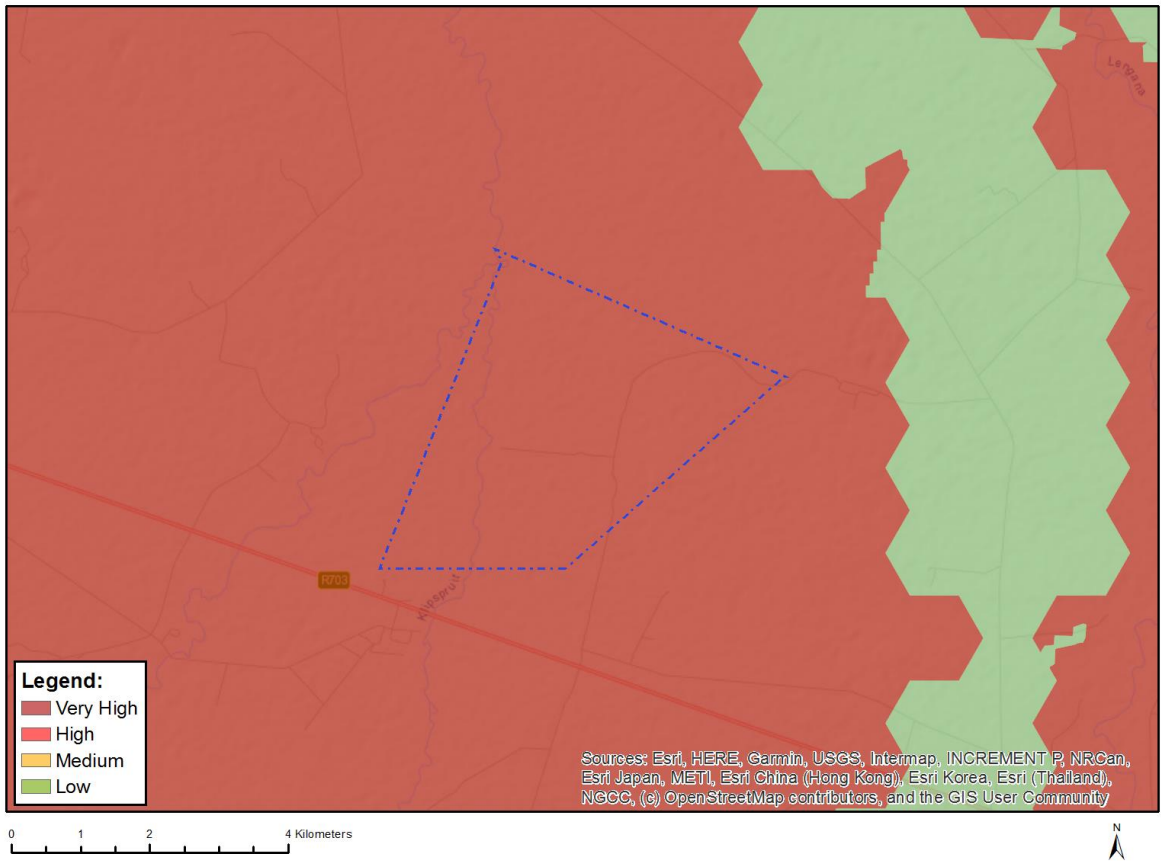 Lengana
R703
Klipspruit
Legend:
Very High
High
Medium
Low
Sources: Esri, HERE, Garmin, USGS, Intermap, INCREMENT P, NRCan,
Esri Japan, METI, Esri China (Hong Kong), Esri Korea, Esri (Thailand),
NGCC, (c) OpenStreetMap contributors, and the GIS User Community
0 1 2 4 Kilometers
N